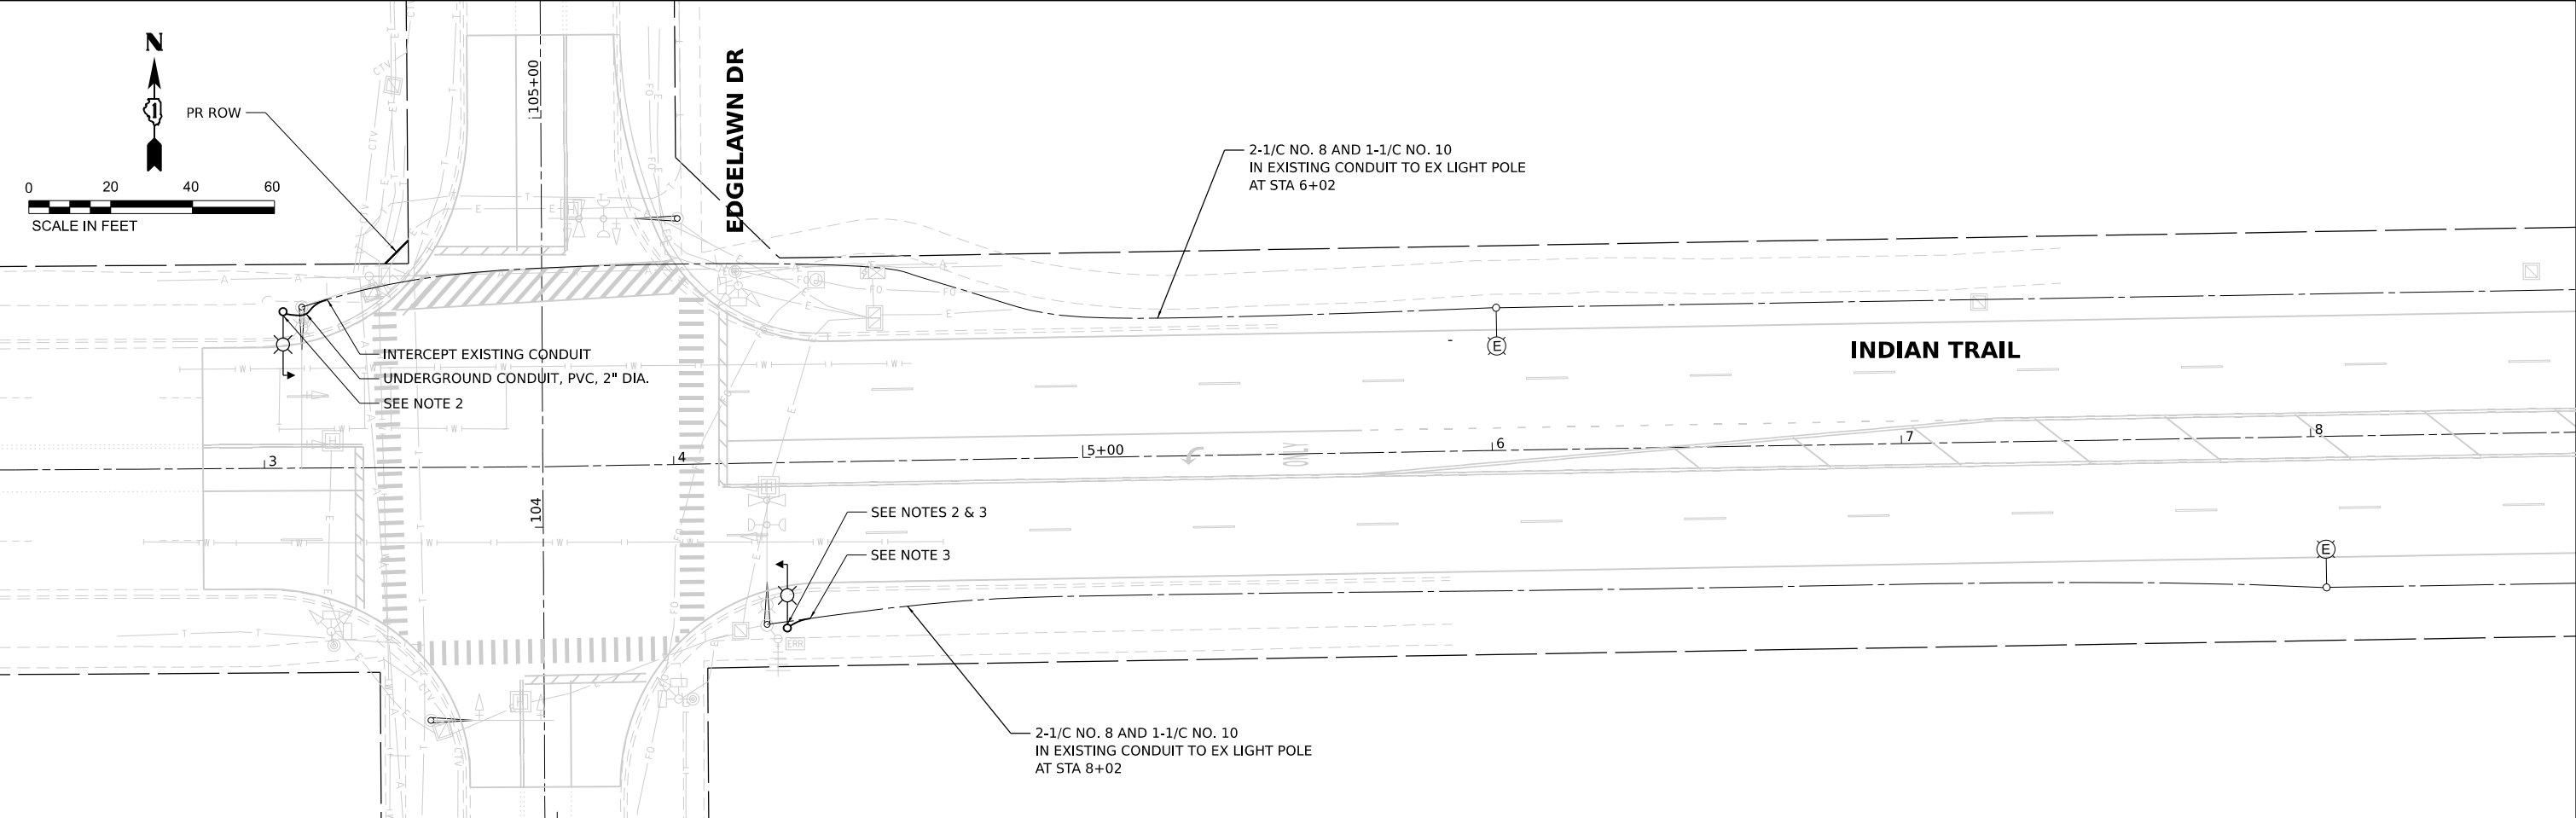 N
1
PR ROW
0 20 40 60
SCALE IN FEET
105+00
EDGELAWN DR
2-1/C NO. 8 AND 1-1/C NO. 10
IN EXISTING CONDUIT TO EX LIGHT POLE
AT STA 6+02
INTERCEPT EXISTING CONDUIT
UNDERGROUND CONDUIT, PVC, 2" DIA.
SEE NOTE 2
E
INDIAN TRAIL
3
4
5+00
ONLY
6
7
8
104
SEE NOTES 2 & 3
SEE NOTE 3
E
ERR
2-1/C NO. 8 AND 1-1/C NO. 10
IN EXISTING CONDUIT TO EX LIGHT POLE
AT STA 8+02